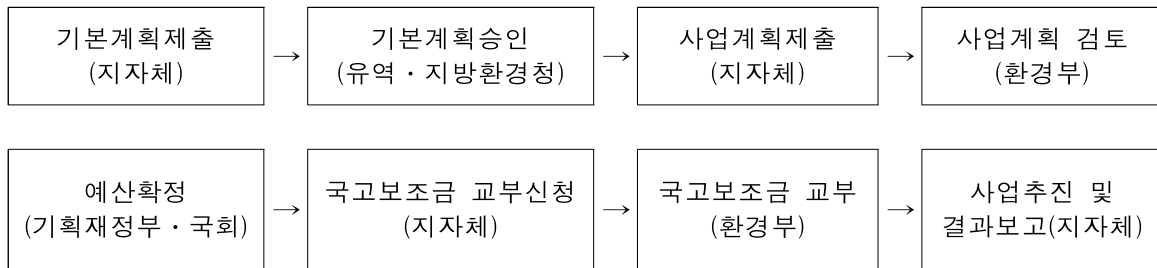 기본계획제출
(지자체)
→
기본계획승인
(유역・지방환경청)
→
사업계획제출
(지자체)
→
사업계획 검토
(환경부)
예산확정
(기획재정부・국회)
→
국고보조금 교부신청
(지자체)
→
국고보조금 교부
(환경부)
→
사업추진 및
결과보고(지자체)